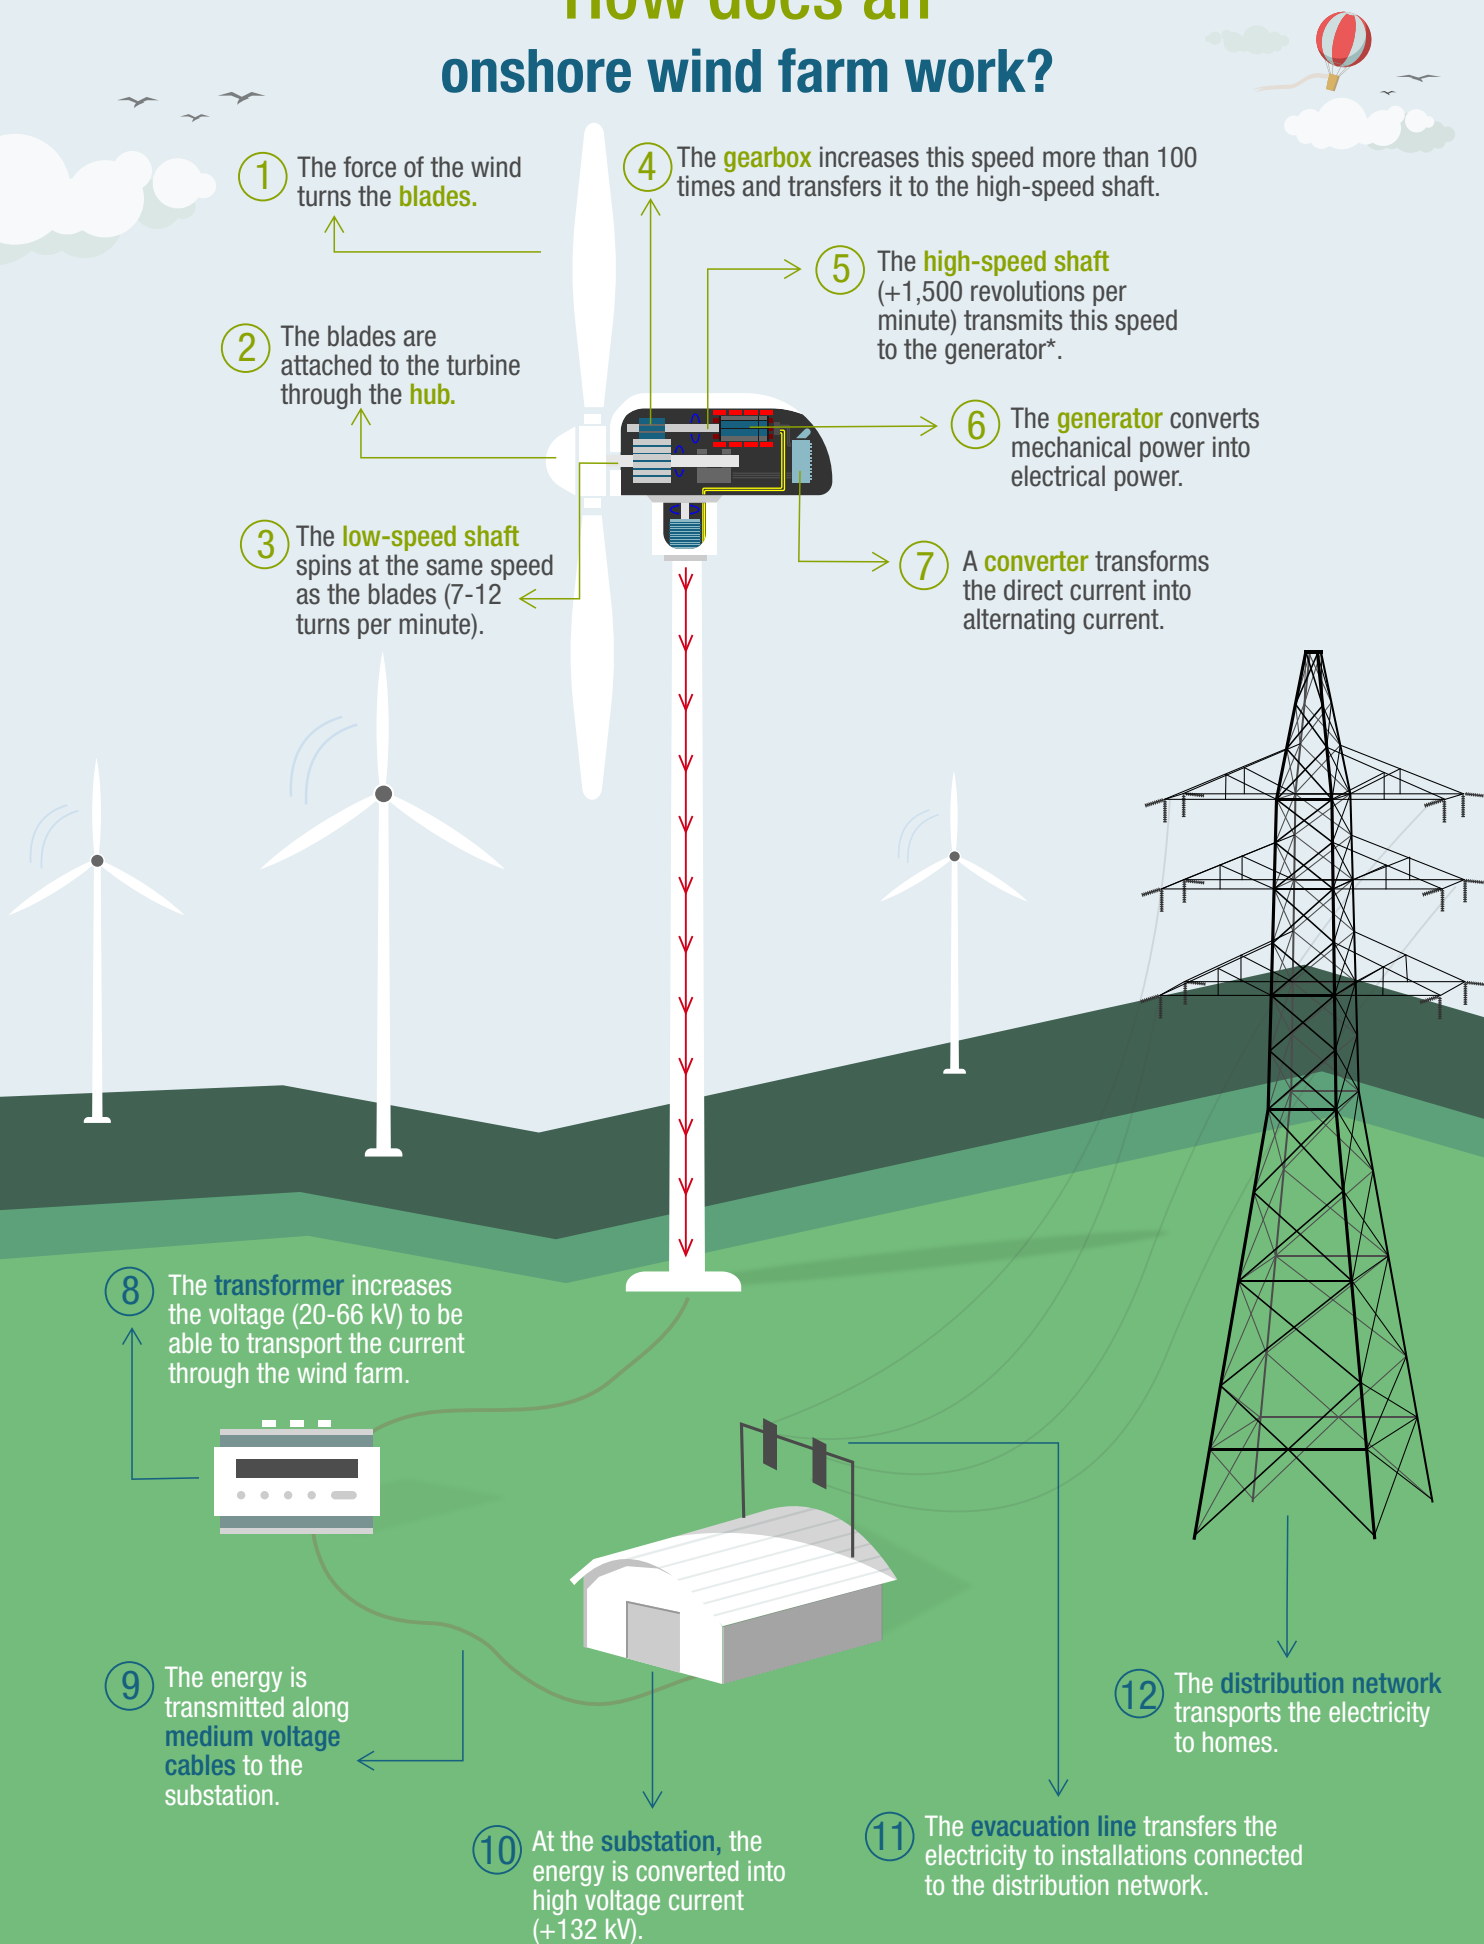 How does an
onshore wind farm work?
1
The force of the wind
turns the blades.
2
The blades are
attached to the turbine
through the hub.
3
The low-speed shaft
spins at the same speed
as the blades (7-12
turns per minute).
4
The gearbox increases this speed more than 100
times and transfers it to the high-speed shaft.
5
The high-speed shaft
(+1,500 revolutions per
minute) transmits this speed
to the generator*.
6
The generator converts
mechanical power into
electrical power.
7
A converter transforms
the direct current into
alternating current.
8
The transformer increases
the voltage (20-66 kV) to be
able to transport the current
through the wind farm.
9
The energy is
transmitted along
medium voltage
cables to the
substation.
10
At the substation, the
energy is converted into
high voltage current
(+132 kV).
11
The evacuation line transfers the
electricity to installations connected
to the distribution network.
12
The distribution network
transports the electricity
to homes.